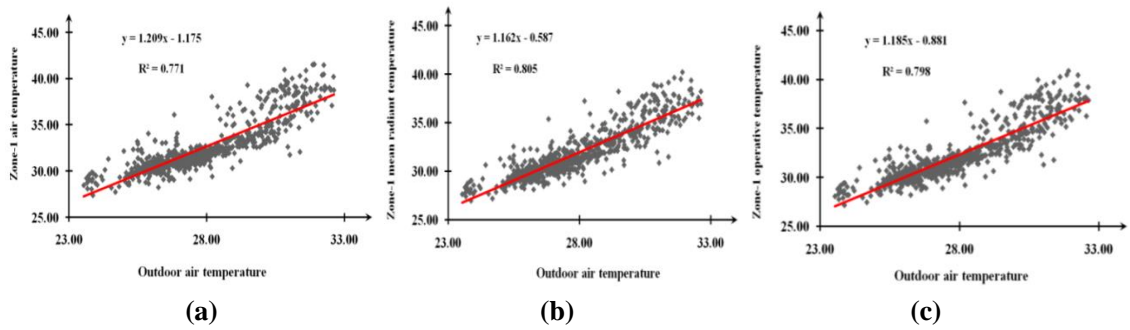 45.00
40.00
35.00
30.00
25.00
Zone-1 air temperature
y = 1.209x - 1.175
R² = 0.771
23.00 28.00 33.00
Outdoor air temperature
(a)
45.00
40.00
35.00
30.00
25.00
Zone-1 mean radiant temperature
y = 1.162x - 0.587
R² = 0.805
23.00 28.00 33.00
Outdoor air temperature
(b)
45.00
40.00
35.00
30.00
25.00
Zone-1 operative temperature
y = 1.185x - 0.881
R² = 0.798
23.00 28.00 33.00
Outdoor air temperature
(c)